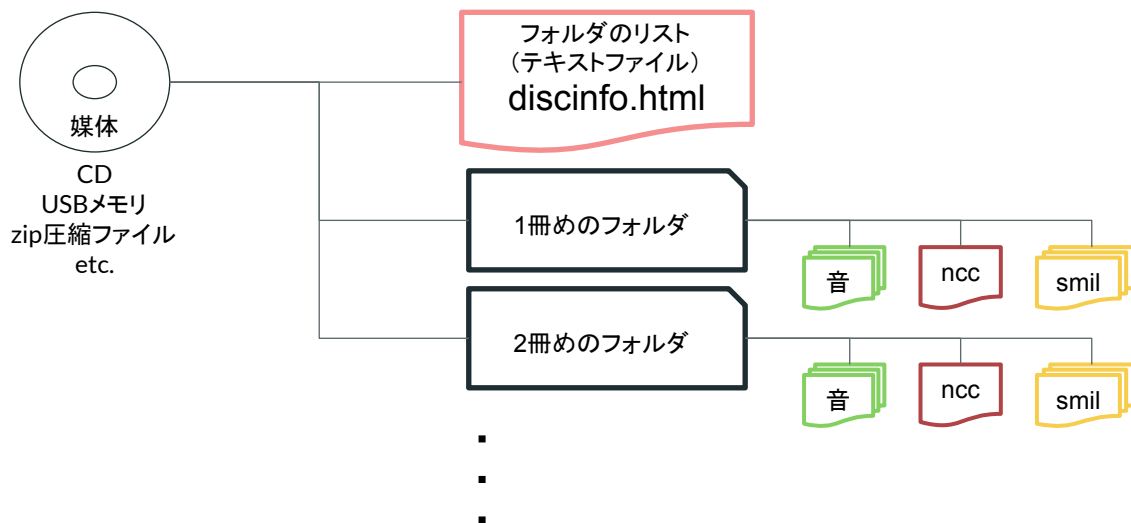 フォルダのリスト
（テキストファイル）
discinfo.html
媒体
CD
USBメモリ
zip圧縮ファイル
etc.
1冊めのフォルダ
音
ncc
smil
2冊めのフォルダ
音
ncc
smil